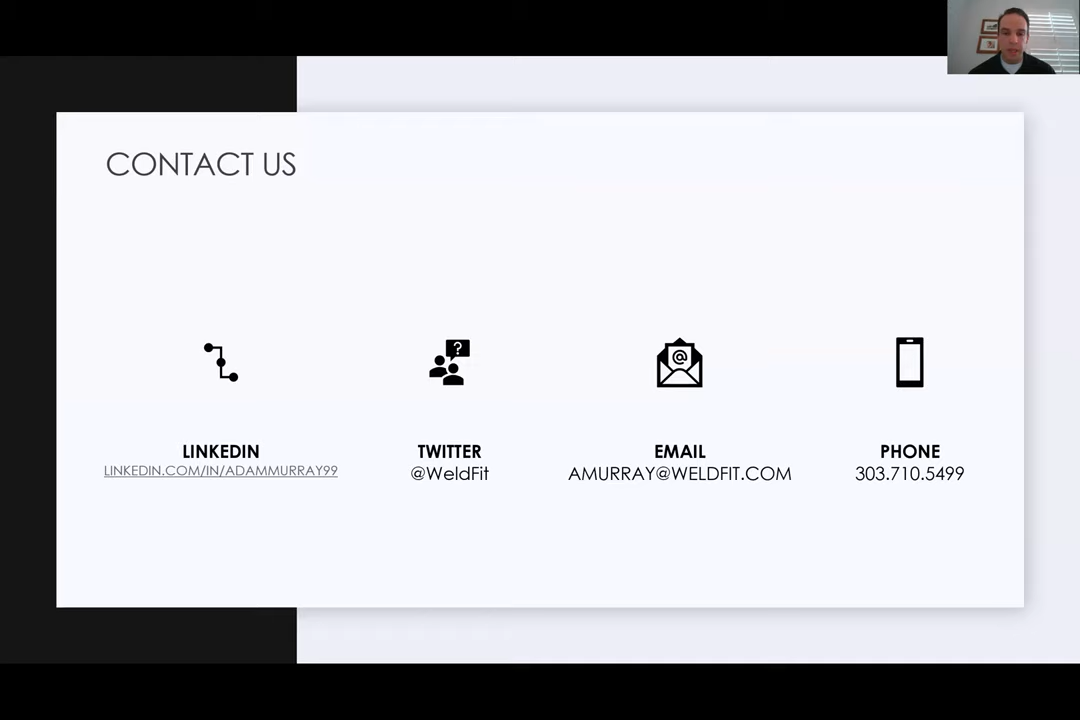 CONTACT US
?
@
LINKEDIN
LINKEDIN.COM/IN/ADAMMURRAY99
TWITTER
@WeldFit
EMAIL
AMURRAY@WELDFIT.COM
PHONE
303.710.5499